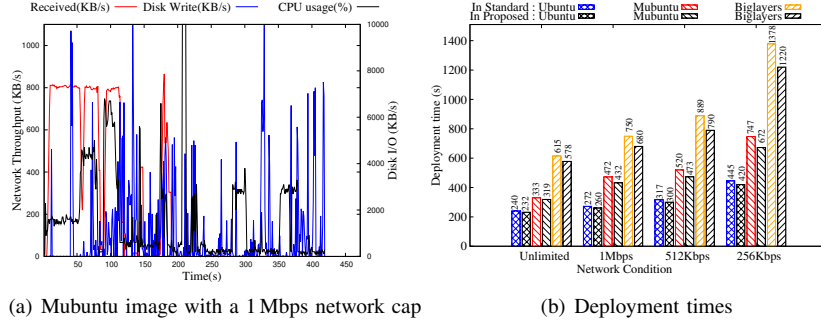 Received(KB/s) Disk Write(KB/s) CPU usage(%)
Network Throughput (KB/s)
1000
800
600
400
200
0
50 100 150 200 250 300 350 400 450
Time(s)
10000
8000
6000
4000
2000
0
Disk I/O (KB/s)
(a) Mubuntu image with a 1 Mbps network cap
In Standard : Ubuntu Mubuntu Biglayers
In Proposed : Ubuntu Mubuntu Biglayers
Deployment time (s)
1400
1200
1000
800
600
400
200
240 232 333 319 615 578
272 260 472 432 750 680
317 300 520 473 889 790
445 420 747 672 1378 1220
Unlimited 1Mbps 512Kbps 256Kbps
Network Condition
(b) Deployment times